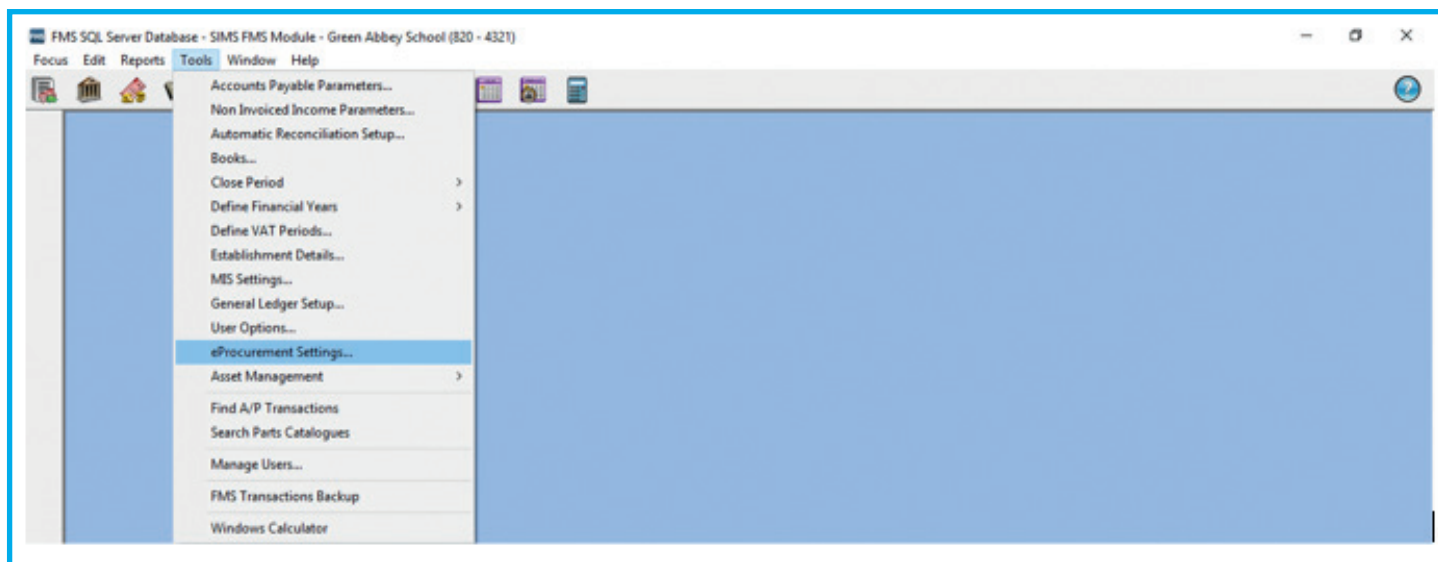 FMS SQL Server Database - SIMS FMS Module - Green Abbey School (820 - 4321)
Focus Edit Reports Tools Window Help
Accounts Payable Parameters...
Non Invoiced Income Parameters...
Automatic Reconciliation Setup...
Books...
Close Period >
Define Financial Years >
Define VAT Periods...
Establishment Details...
MIS Settings...
General Ledger Setup...
User Options...
eProcurement Settings...
Asset Management >
Find A/P Transactions
Search Parts Catalogues
Manage Users...
FMS Transactions Backup
Windows Calculator